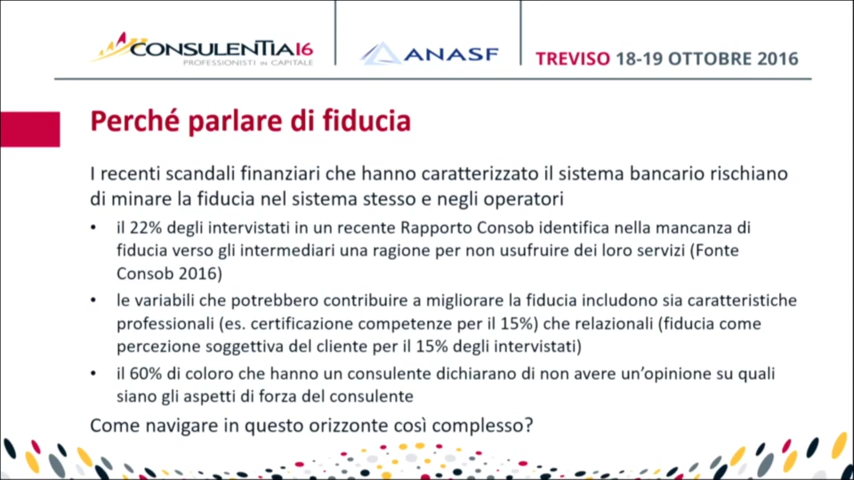 CONSULENTIA16
PROFESSIONISTI IN CAPITALE
ANASF
TREVISO 18-19 OTTOBRE 2016
Perché parlare di fiducia
I recenti scandali finanziari che hanno caratterizzato il sistema bancario rischiano
di minare la fiducia nel sistema stesso e negli operatori
• il 22% degli intervistati in un recente Rapporto Consob identifica nella mancanza di
fiducia verso gli intermediari una ragione per non usufruire dei loro servizi (Fonte
Consob 2016)
• le variabili che potrebbero contribuire a migliorare la fiducia includono sia caratteristiche
professionali (es. certificazione competenze per il 15%) che relazionali (fiducia come
percezione soggettiva del cliente per il 15% degli intervistati)
• il 60% di coloro che hanno un consulente dichiarano di non avere un'opinione su quali
siano gli aspetti di forza del consulente
Come navigare in questo orizzonte così complesso?